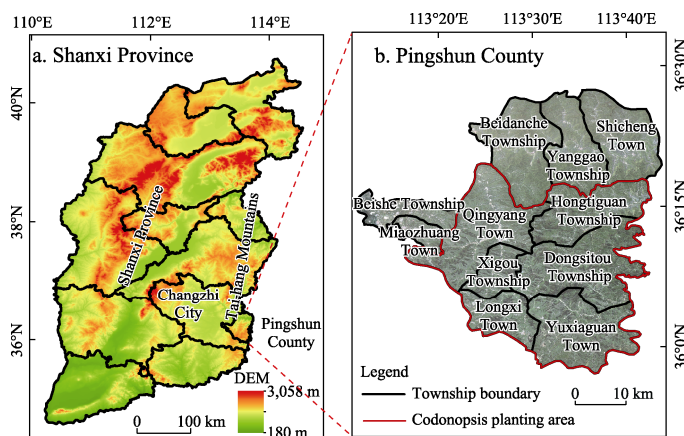 112°E
114°E
a. Shanxi Province
40°N
38°N
36°N
Shanxi Province
Tai-hang Mountains
Changzhi
City
Pingshun
County
DEM
3,058 m
180 m
0
100 km
113°20′E
113°30′E
113°40′E
b. Pingshun County
36°30′N
36°15′N
36°0′N
Beidanche
Township
Shicheng
Town
Yanggao
Township
Beishe Township
Hongtiguan
Township
Qingyang
Town
Miaozhuang
Town
Xigou
Township
Dongsitou
Township
Longxi
Town
Yuxiaguan
Town
Legend
Township boundary
Codonopsis planting area
0
10 km